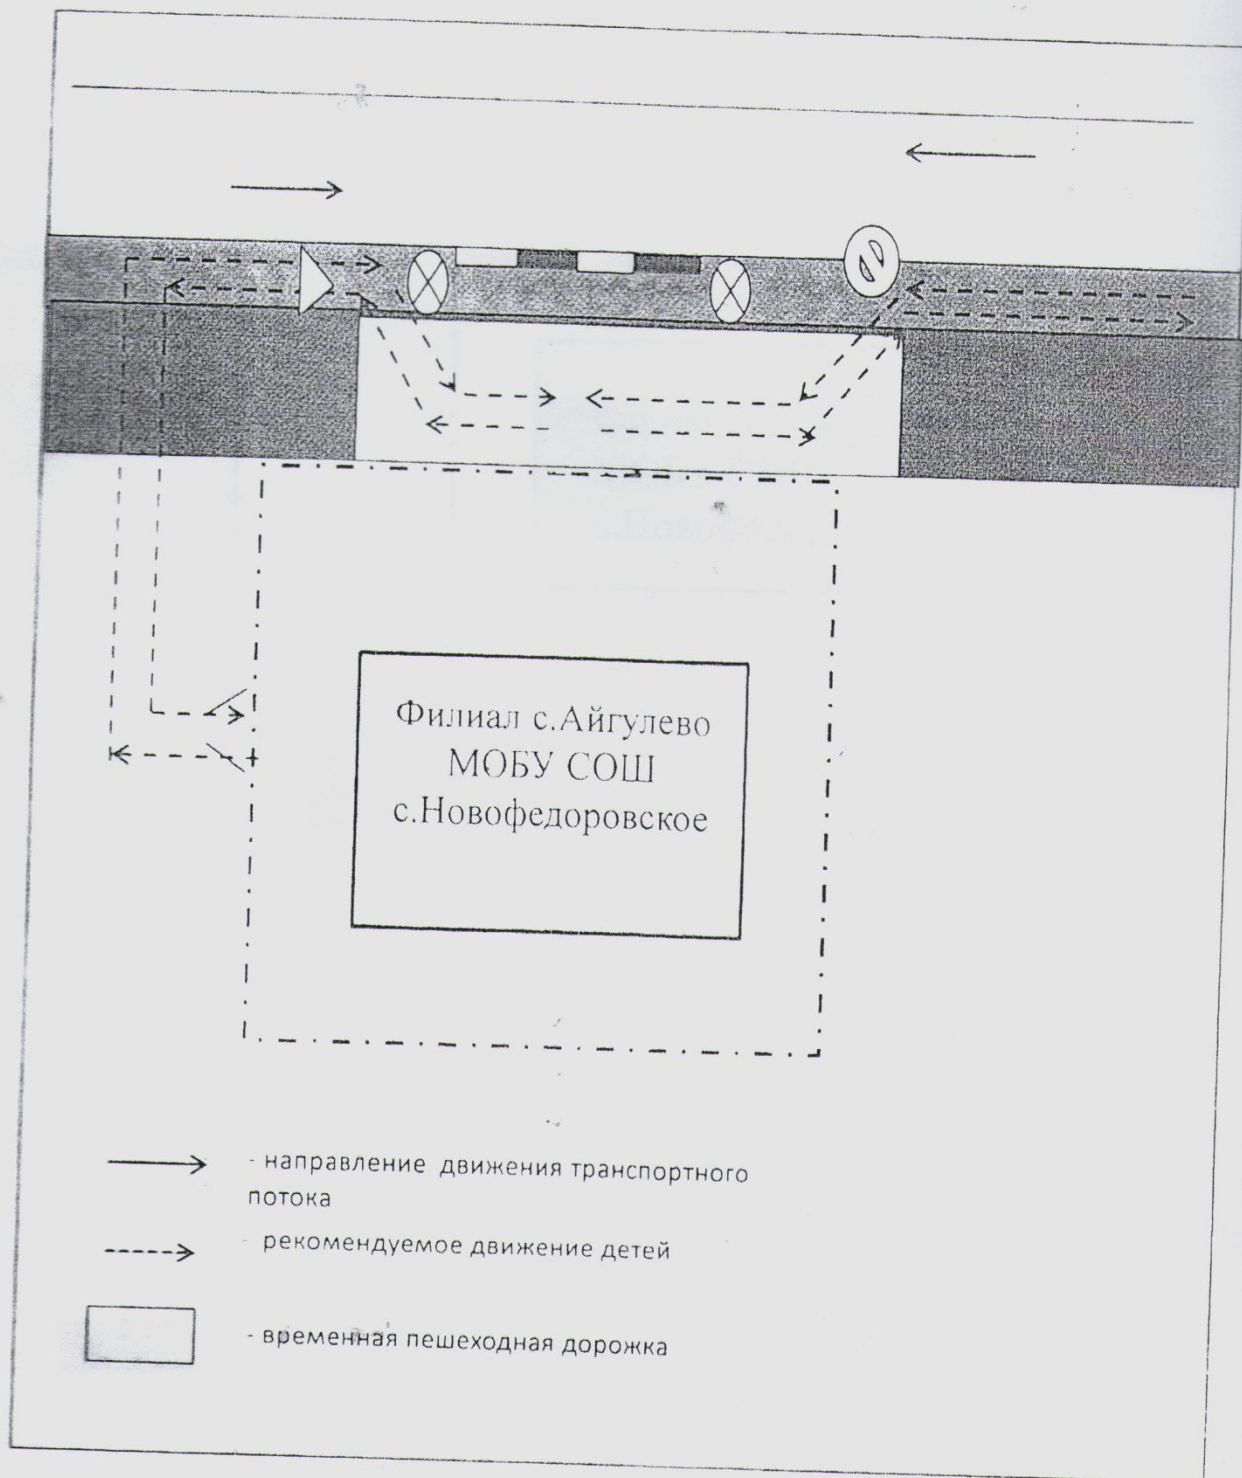 Филиал с.Айгулево
МОБУ СОШ
с.Новофедоровское
- направление движения транспортного
потока
- рекомендуемое движение детей
- временная пешеходная дорожка